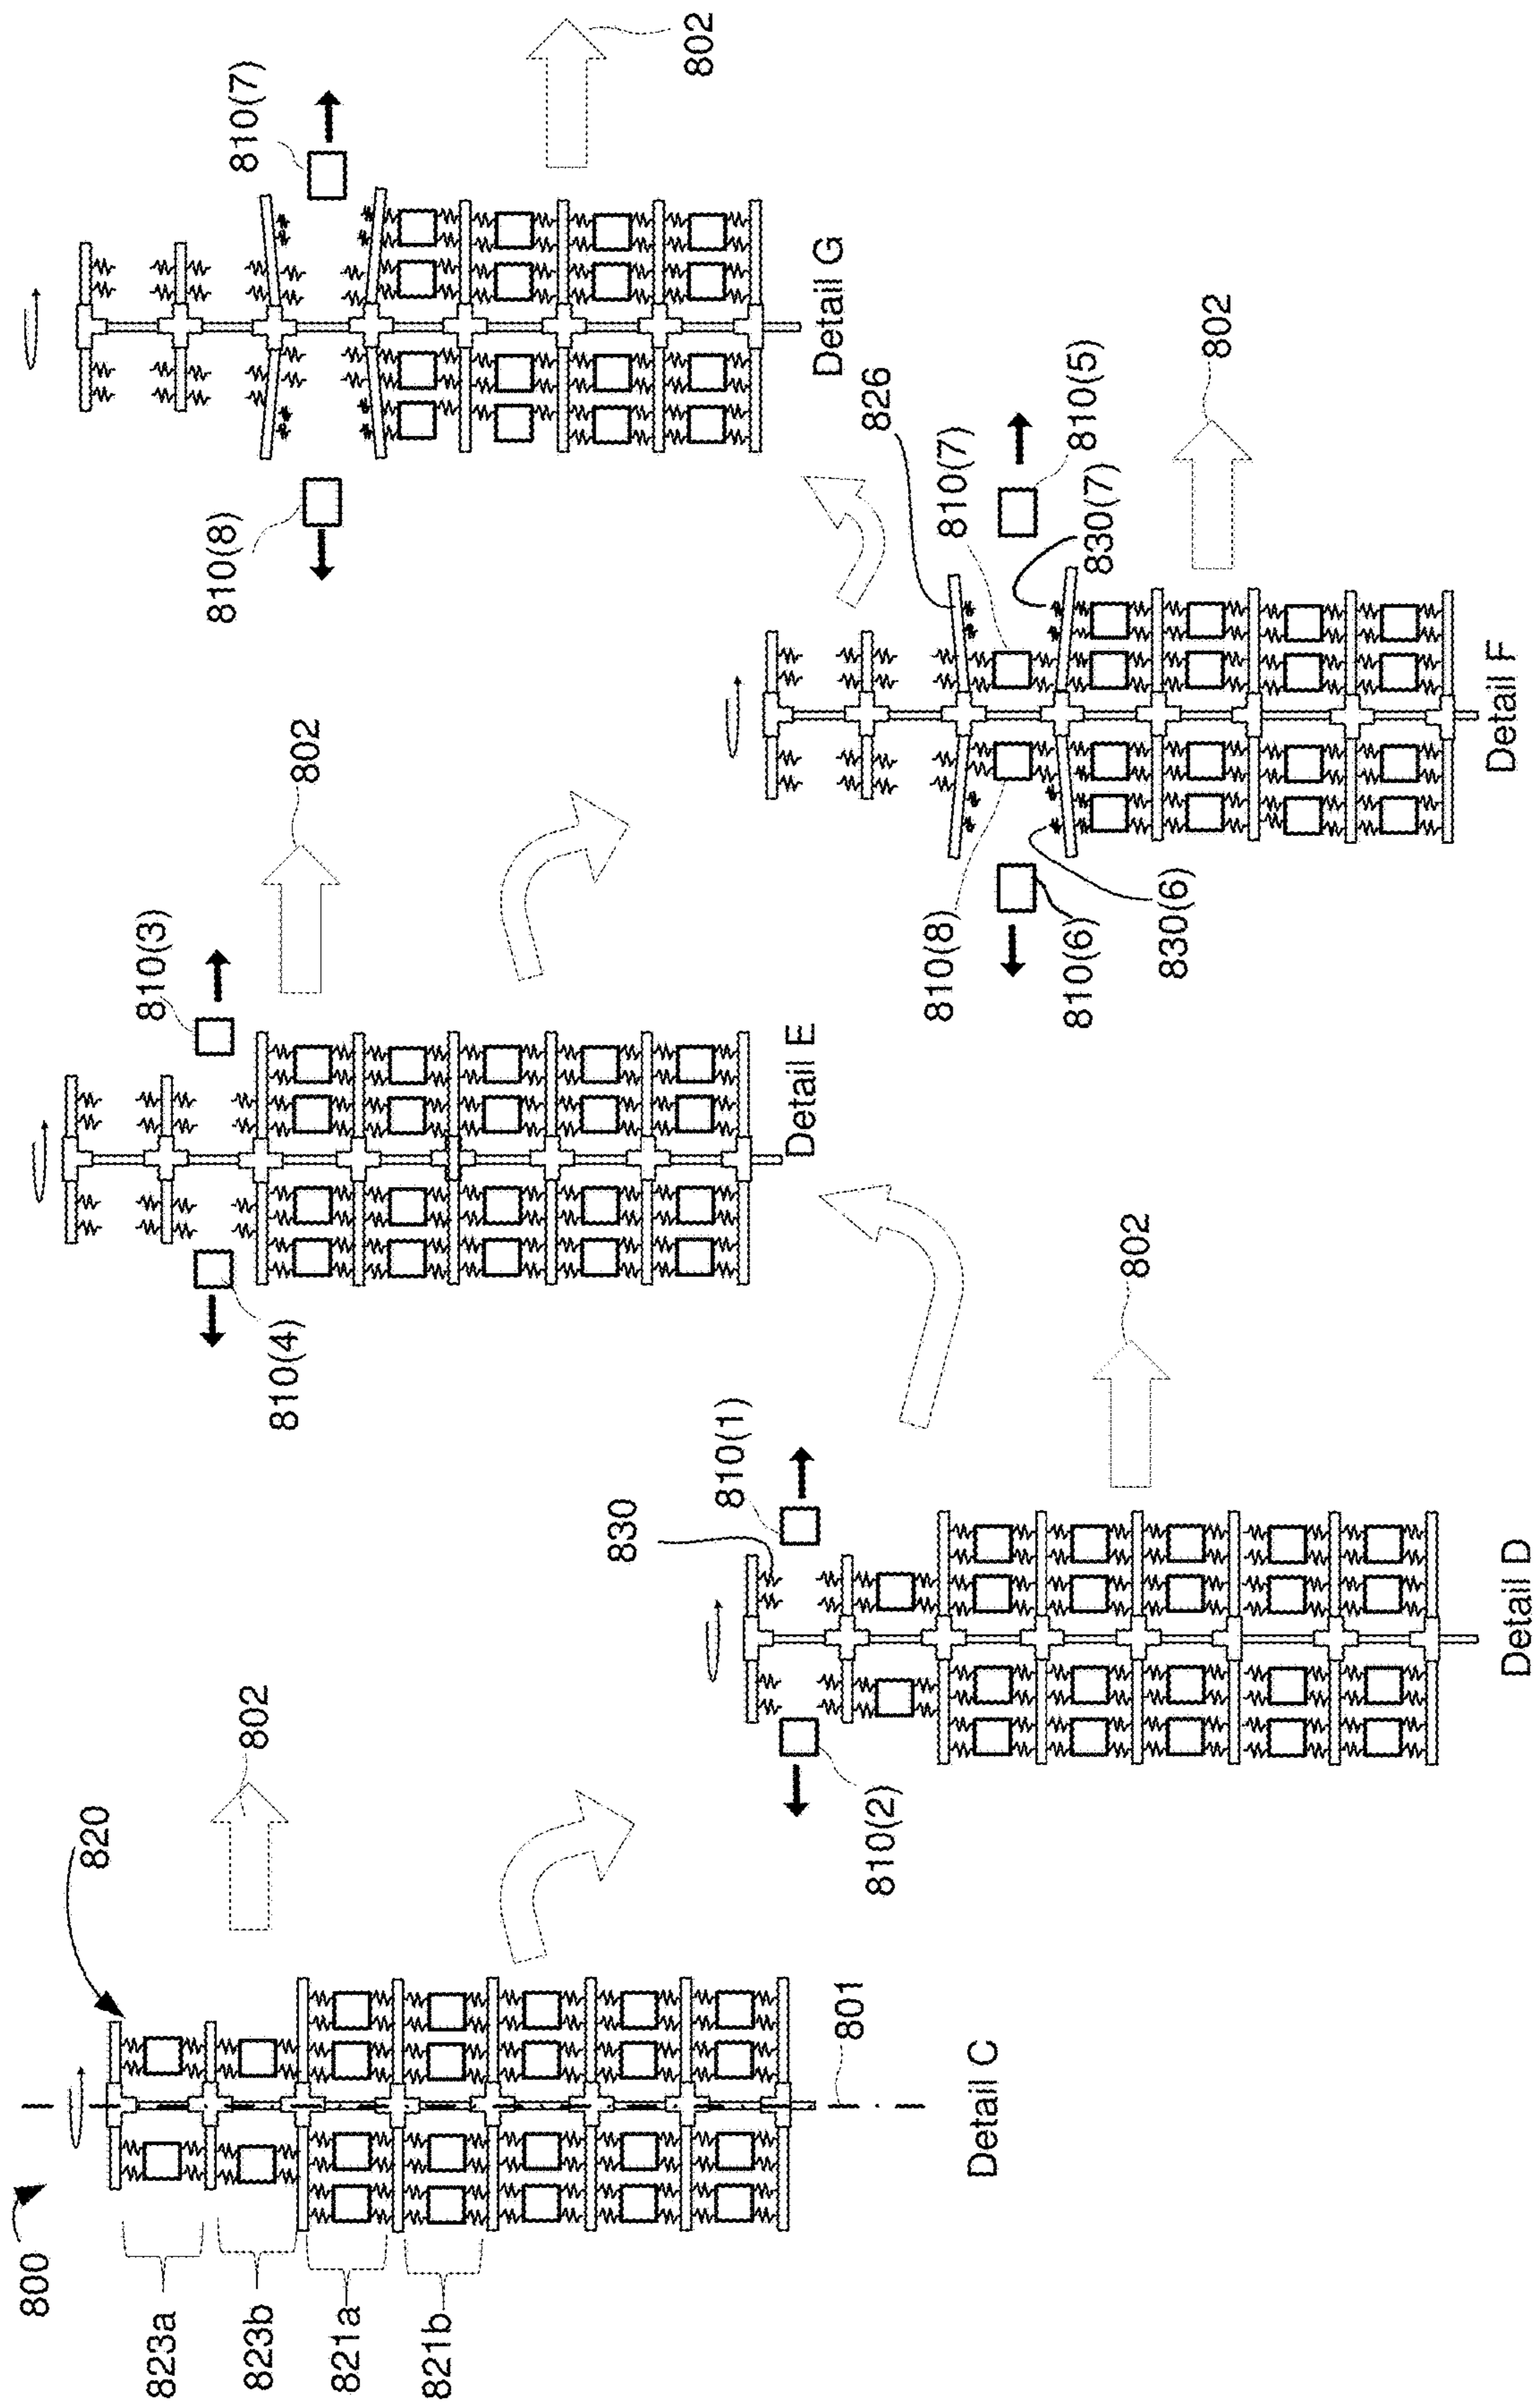 800
820
823a
823b
821a
821b
802
801
Detail C
830
810(1)
810(2)
802
Detail D
810(3)
810(4)
802
Detail E
826
810(7)
810(5)
830(7)
810(8)
810(6)
830(6)
802
Detail F
810(7)
810(8)
802
Detail G